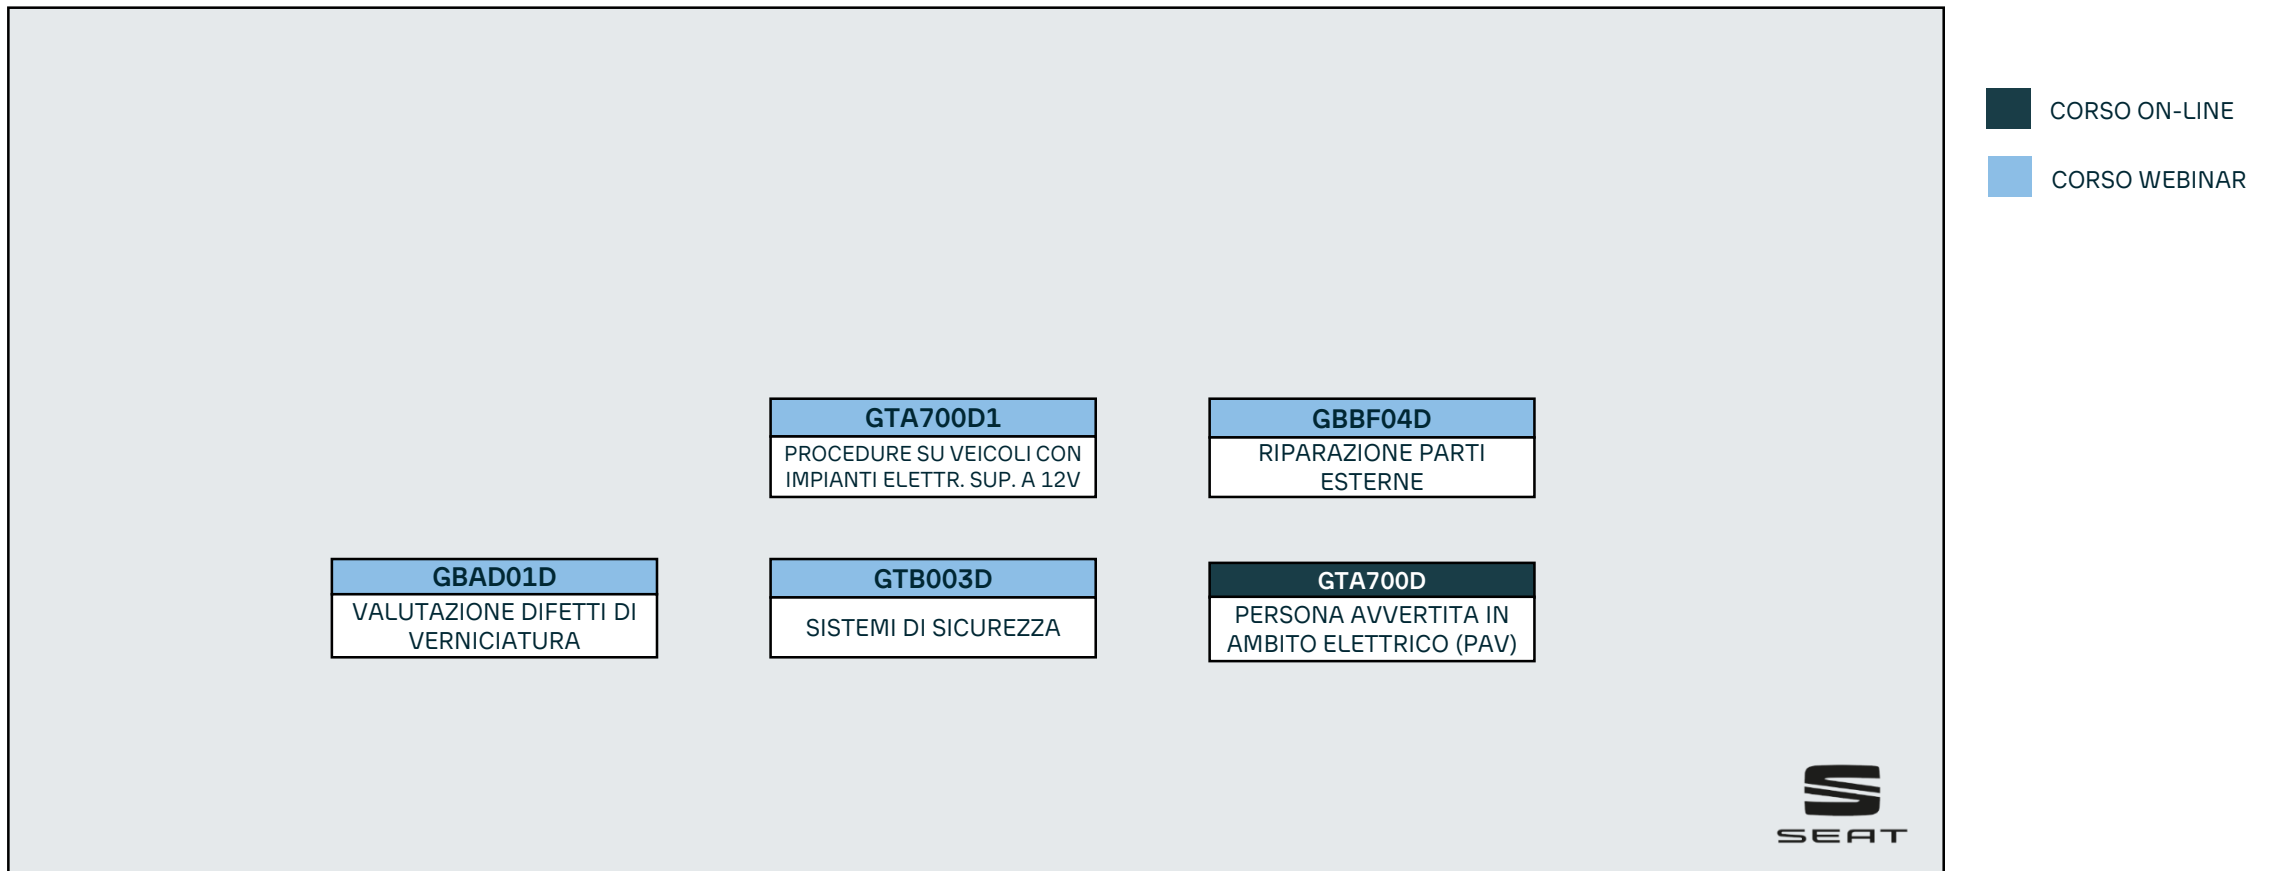 CORSO ON-LINE
CORSO WEBINAR
GTA700D1
PROCEDURE SU VEICOLI CON
IMPIANTI ELETTR. SUP. A 12V
GBBF04D
RIPARAZIONE PARTI
ESTERNE
GBAD01D
VALUTAZIONE DIFETTI DI
VERNICIATURA
GTB003D
SISTEMI DI SICUREZZA
GTA700D
PERSONA AVVERTITA IN
AMBITO ELETTRICO (PAV)
SEAT